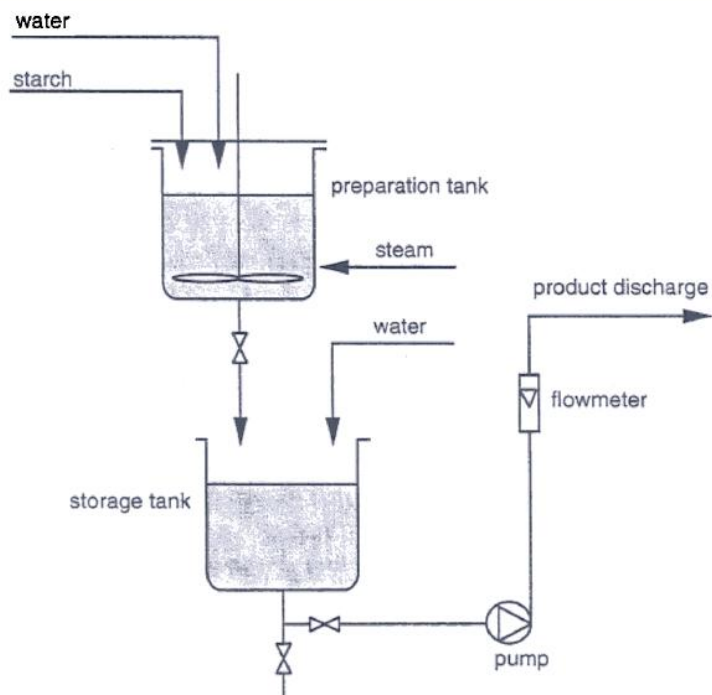 water
starch
preparation tank
steam
product discharge
water
flowmeter
storage tank
pump